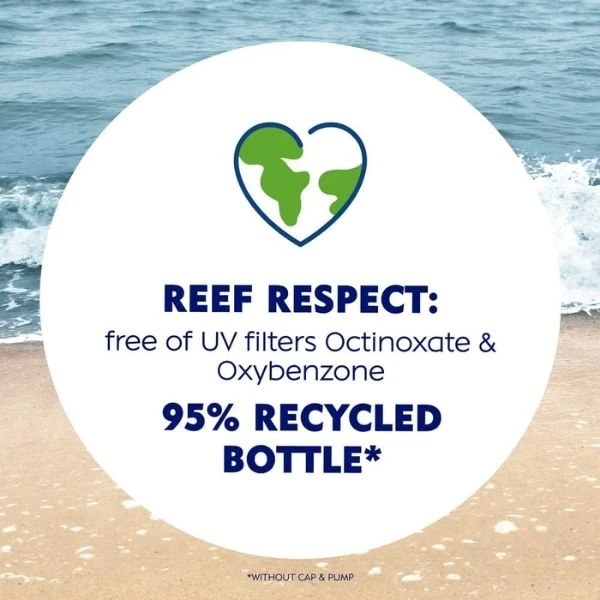 REEF RESPECT:
free of UV filters Octinoxate &
Oxybenzone
95% RECYCLED
BOTTLE*
*WITHOUT CAP & PUMP